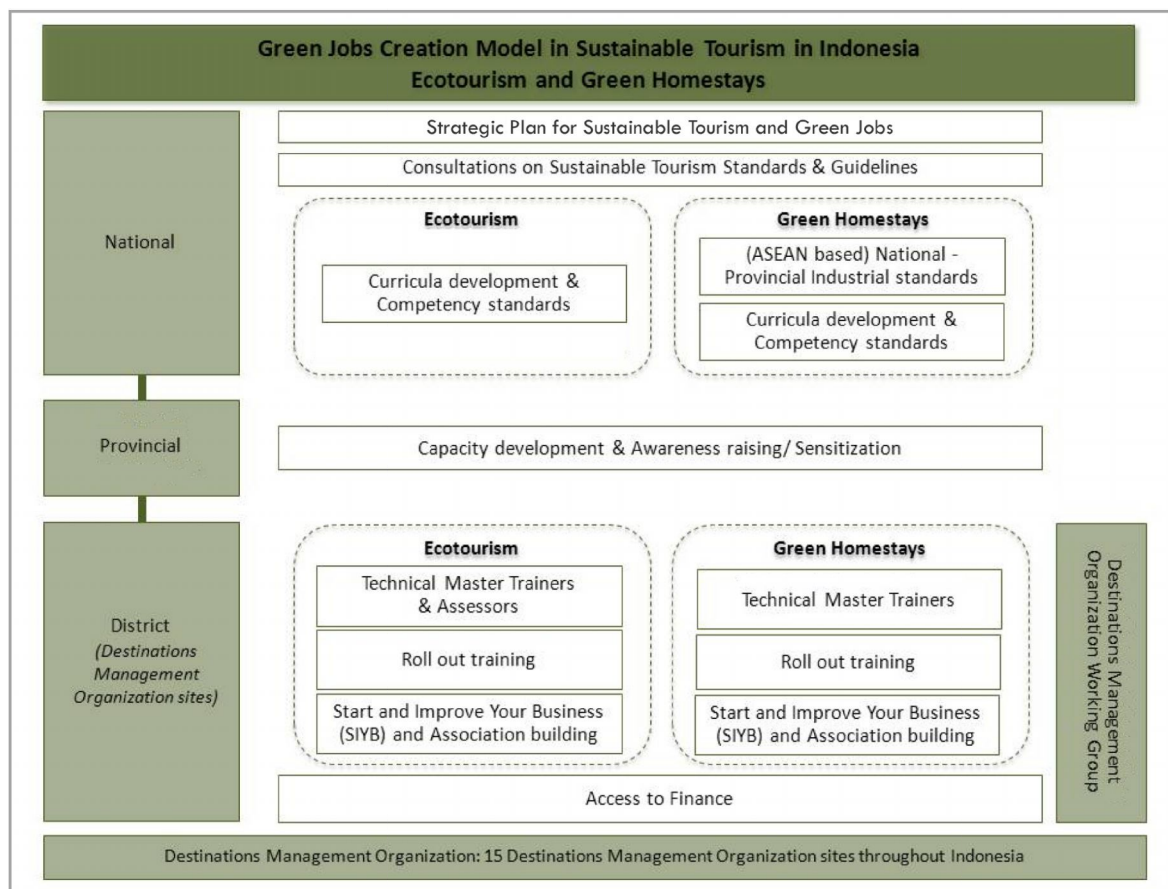 Green Jobs Creation Model in Sustainable Tourism in Indonesia
Ecotourism and Green Homestays
National
Strategic Plan for Sustainable Tourism and Green Jobs
Consultations on Sustainable Tourism Standards & Guidelines
Ecotourism
Curricula development &
Competency standards
Green Homestays
(ASEAN based) National -
Provincial Industrial standards
Curricula development &
Competency standards
Provincial
Capacity development & Awareness raising/ Sensitization
District
(Destinations
Management
Organization sites)
Ecotourism
Technical Master Trainers
& Assessors
Roll out training
Start and Improve Your Business
(SIYB) and Association building
Green Homestays
Technical Master Trainers
Roll out training
Start and Improve Your Business
(SIYB) and Association building
Access to Finance
Destinations Management
Organization Working Group
Destinations Management Organization: 15 Destinations Management Organization sites throughout Indonesia